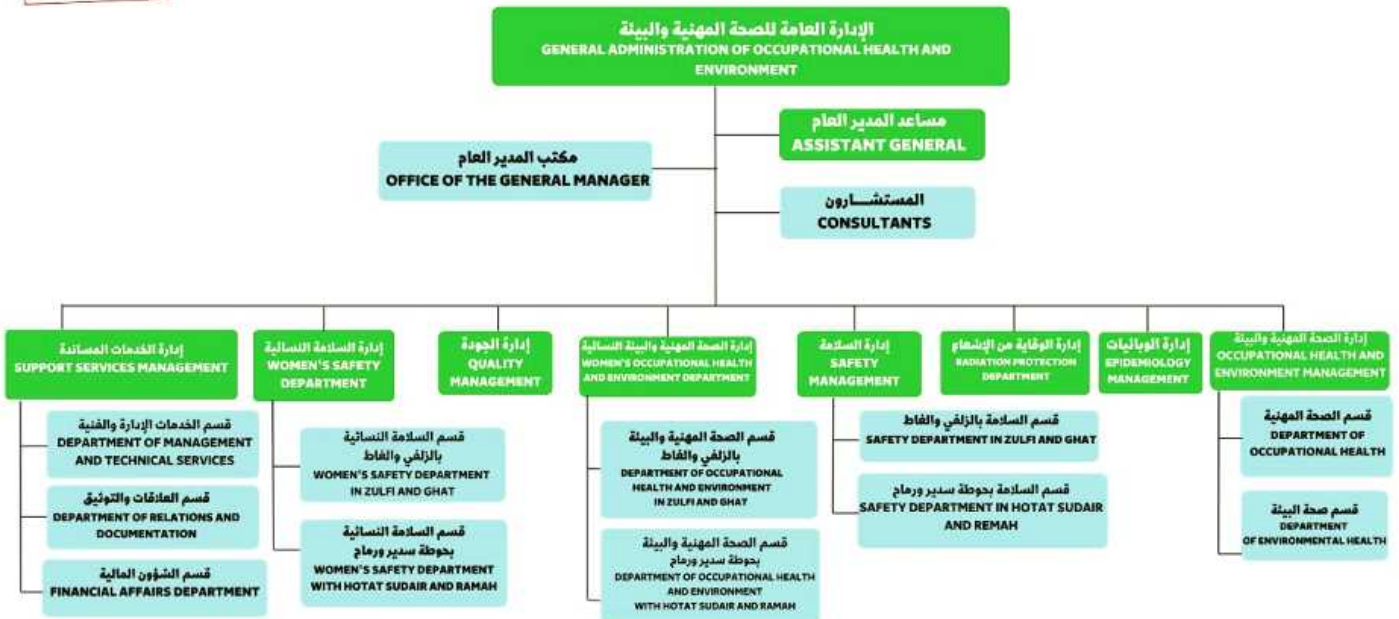 الإدارة العامة للصحة المهنية والبيئة
GENERAL ADMINISTRATION OF OCCUPATIONAL HEALTH AND
ENVIRONMENT
مساعد المدير العام
ASSISTANT GENERAL
مكتب المدير العام
OFFICE OF THE GENERAL MANAGER
المستشـــارون
CONSULTANTS
إدارة الخدمات المساندة
SUPPORT SERVICES MANAGEMENT
قسم الخدمات الإدارة والفنية
DEPARTMENT OF MANAGEMENT
AND TECHNICAL SERVICES
قسم العلاقات والتوثيق
DEPARTMENT OF RELATIONS AND
DOCUMENTATION
قسم الشؤون المالية
FINANCIAL AFFAIRS DEPARTMENT
إدارة السلامة النسائية
WOMEN'S SAFETY
DEPARTMENT
قسم السلامة النسائية
بالزلفي والغاط
WOMEN'S SAFETY DEPARTMENT
IN ZULFI AND GHAT
قسم السلامة النسائية
بحوطة سدير ورماح
WOMEN'S SAFETY DEPARTMENT
WITH HOTAT SUDAIR AND RAMAH
إدارة الجودة
QUALITY
MANAGEMENT
إدارة الصحة المهنية والبيئة النسائية
WOMEN'S OCCUPATIONAL HEALTH
AND ENVIRONMENT DEPARTMENT
قسم الصحة المهنية والبيئة
بالزلفي والغاط
DEPARTMENT OF OCCUPATIONAL
HEALTH AND ENVIRONMENT
IN ZULFI AND GHAT
قسم الصحة المهنية والبيئة
بحوطة سدير ورماح
DEPARTMENT OF OCCUPATIONAL HEALTH
AND ENVIRONMENT
WITH HOTAT SUDAIR AND RAMAH
إدارة السلامة
SAFETY
MANAGEMENT
قسم السلامة بالزلفي والغاط
SAFETY DEPARTMENT IN ZULFI AND GHAT
قسم السلامة بحوطة سدير ورماح
SAFETY DEPARTMENT IN HOTAT SUDAIR
AND REMAH
إدارة الوقاية من الإشعاع
RADIATION PROTECTION
DEPARTMENT
إدارة الوبائيات
EPIDEMIOLOGY
MANAGEMENT
إدارة الصحة المهنية والبيئة
OCCUPATIONAL HEALTH AND
ENVIRONMENT MANAGEMENT
قسم الصحة المهنية
DEPARTMENT OF
OCCUPATIONAL HEALTH
قسم صحة البيئة
DEPARTMENT
OF ENVIRONMENTAL HEALTH